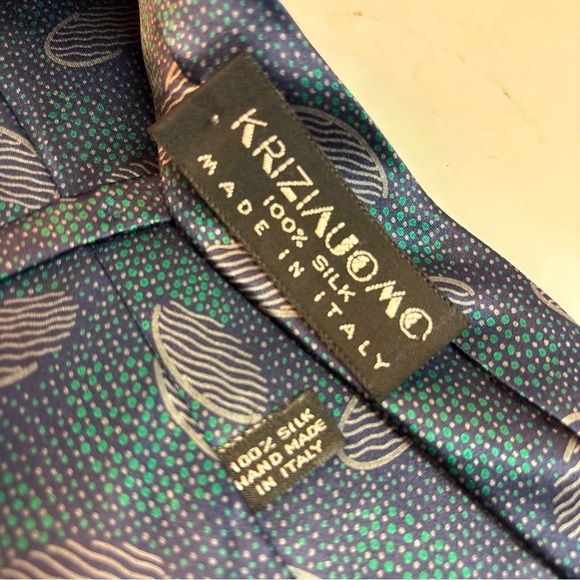 KRIZIAUOMO
100% SILK
MADE IN ITALY
100% SILK
HAND MADE
IN ITALY